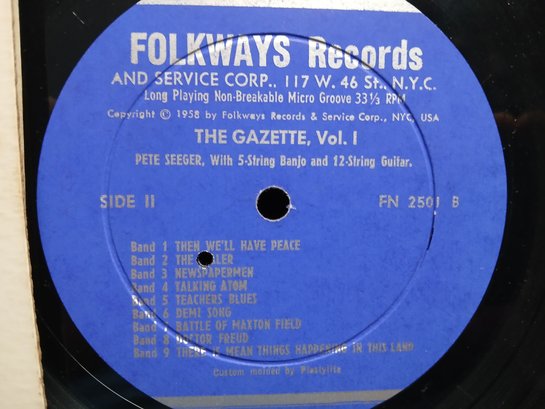 FOLKWAYS Records
AND SERVICE CORP., 117 W. 46 St., N.Y.C.
Long Playing Non-Breakable Micro Groove 33⅓ RPM
Copyright © 1958 by Folkways Records & Service Corp., NYC, USA
THE GAZETTE, Vol. I
PETE SEEGER, With 5-String Banjo and 12-String Guitar.
SIDE II FN 2501 B
Band 1 THEN WE'LL HAVE PEACE
Band 2 THE
Band 3 NEWSPAPERMEN
Band 4 TALKING ATOM
Band 5 TEACHERS BLUES
Band 6 DEMI SONG
Band 7 BATTLE OF MAXTON FIELD
Band 8 DOCTOR FREUD
Band 9 THERE IS MEAN THINGS HAPPENING IN THIS LAND
Custom molded by Plastylite